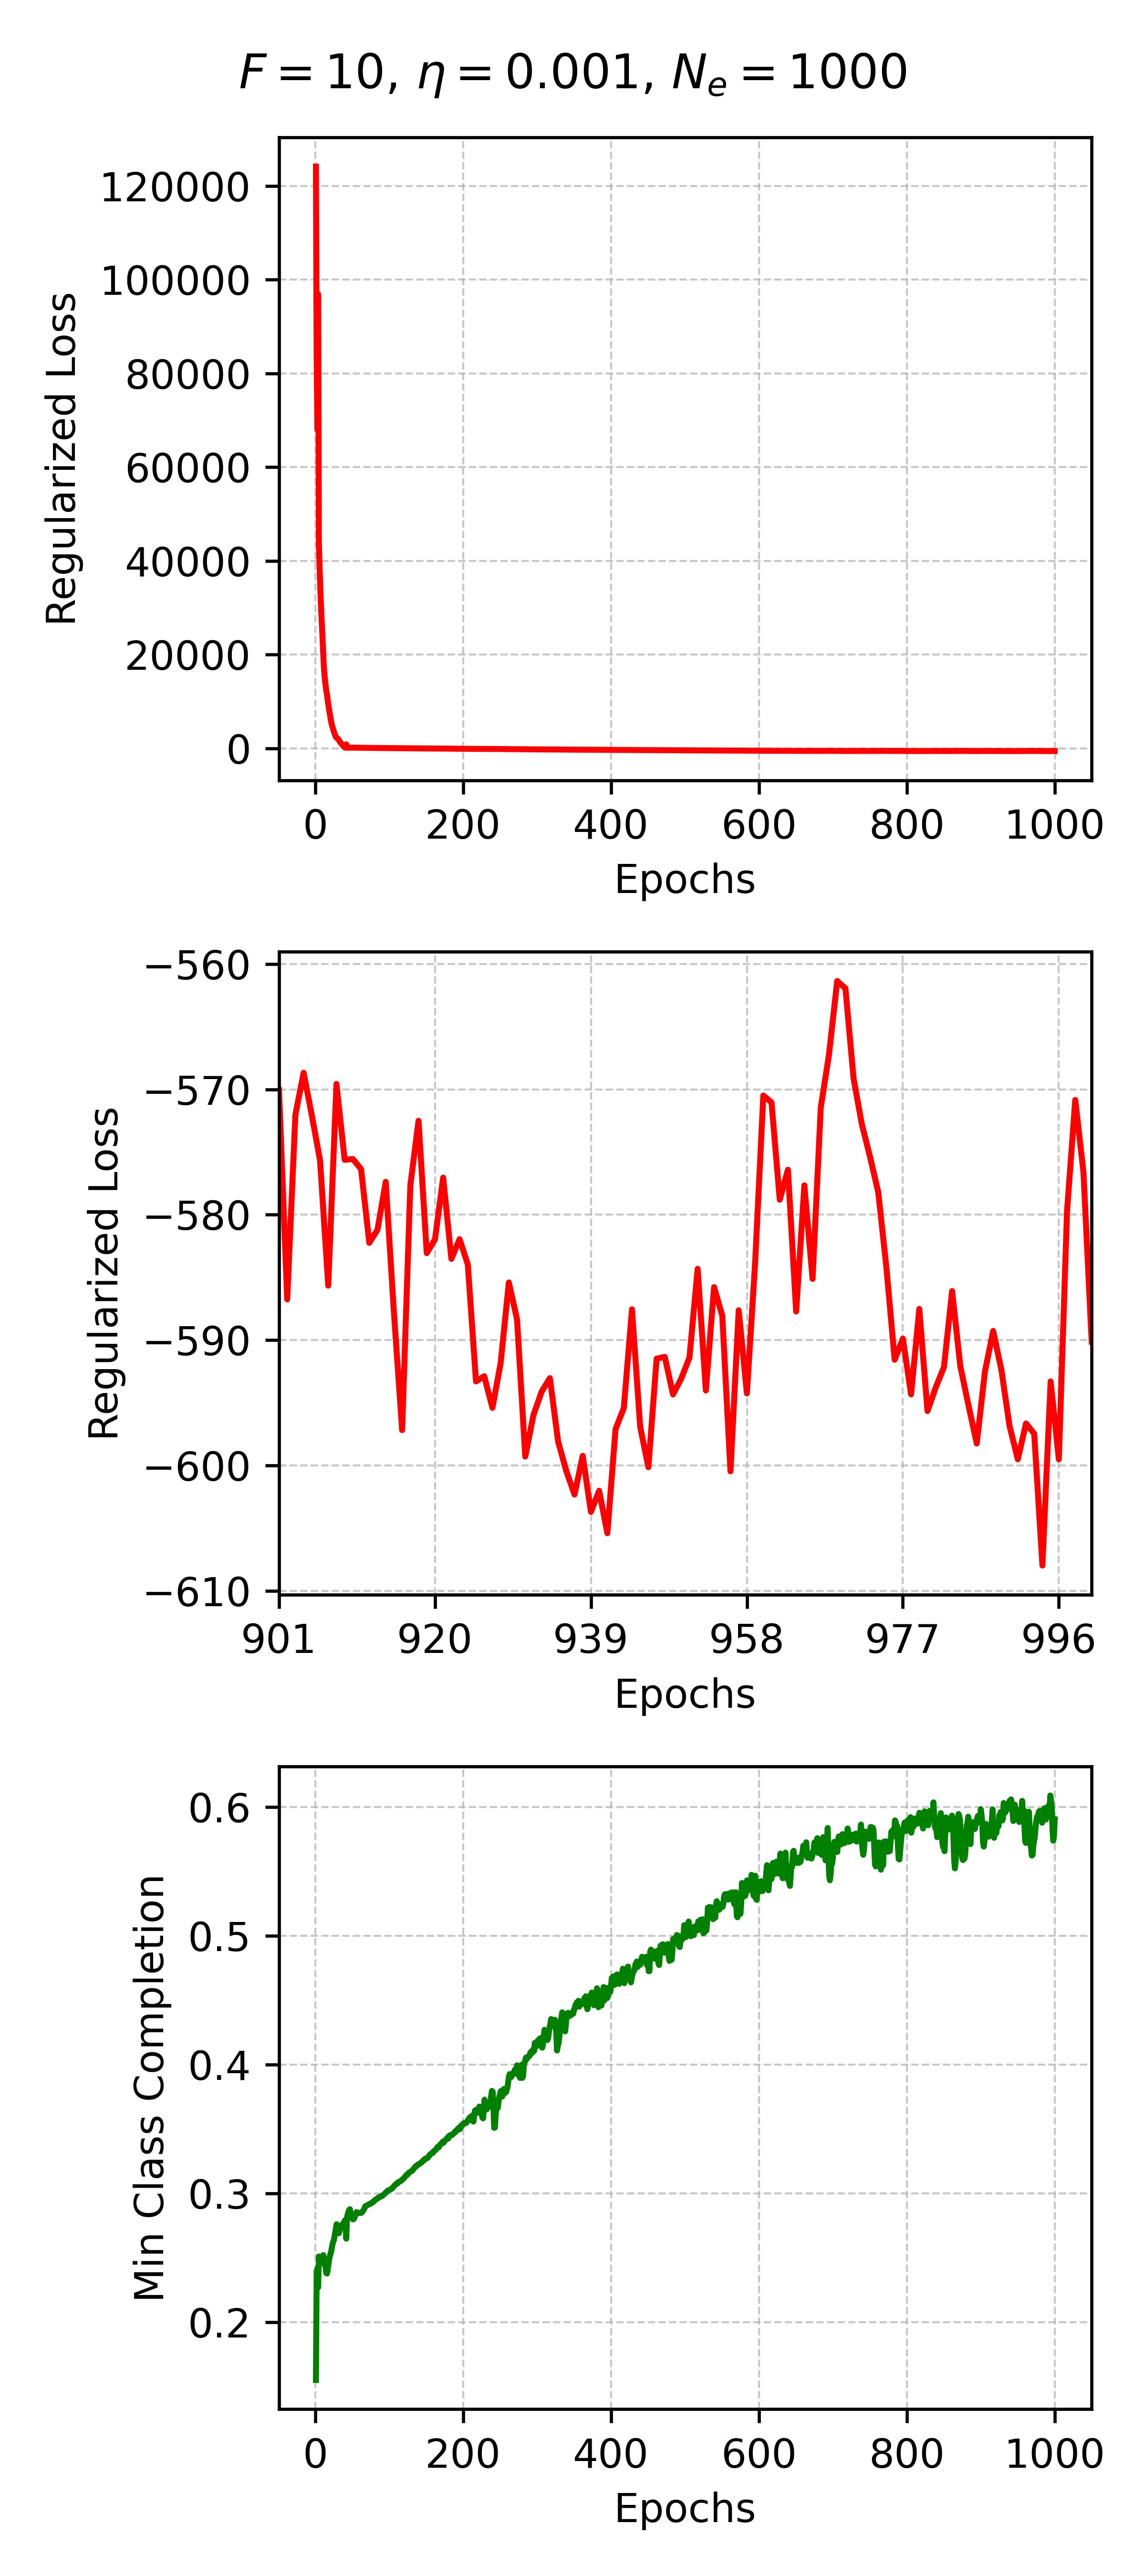 F = 10, η = 0.001, Nₑ = 1000
120000
100000
80000
60000
40000
20000
0
Regularized Loss
0 200 400 600 800 1000
Epochs
−560
−570
−580
−590
−600
−610
Regularized Loss
901 920 939 958 977 996
Epochs
0.6
0.5
0.4
0.3
0.2
Min Class Completion
0 200 400 600 800 1000
Epochs